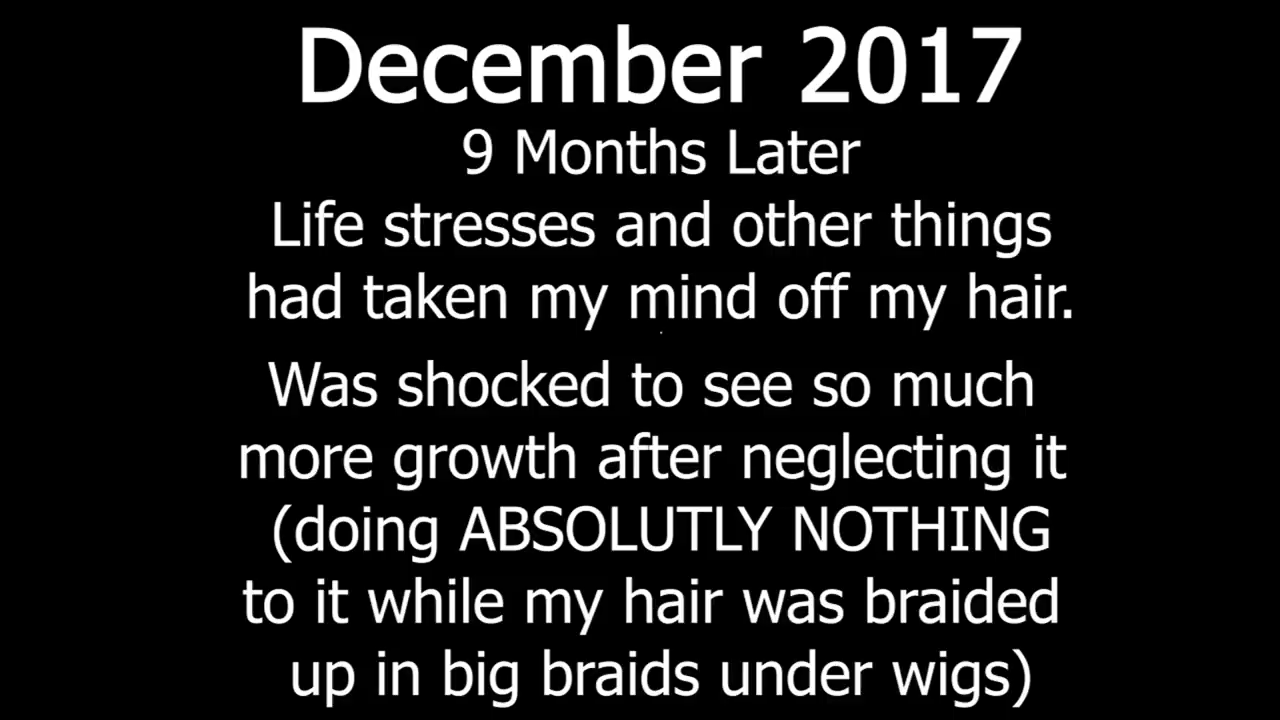 December 2017
9 Months Later
Life stresses and other things
had taken my mind off my hair.
Was shocked to see so much
more growth after neglecting it
(doing ABSOLUTLY NOTHING
to it while my hair was braided
up in big braids under wigs)